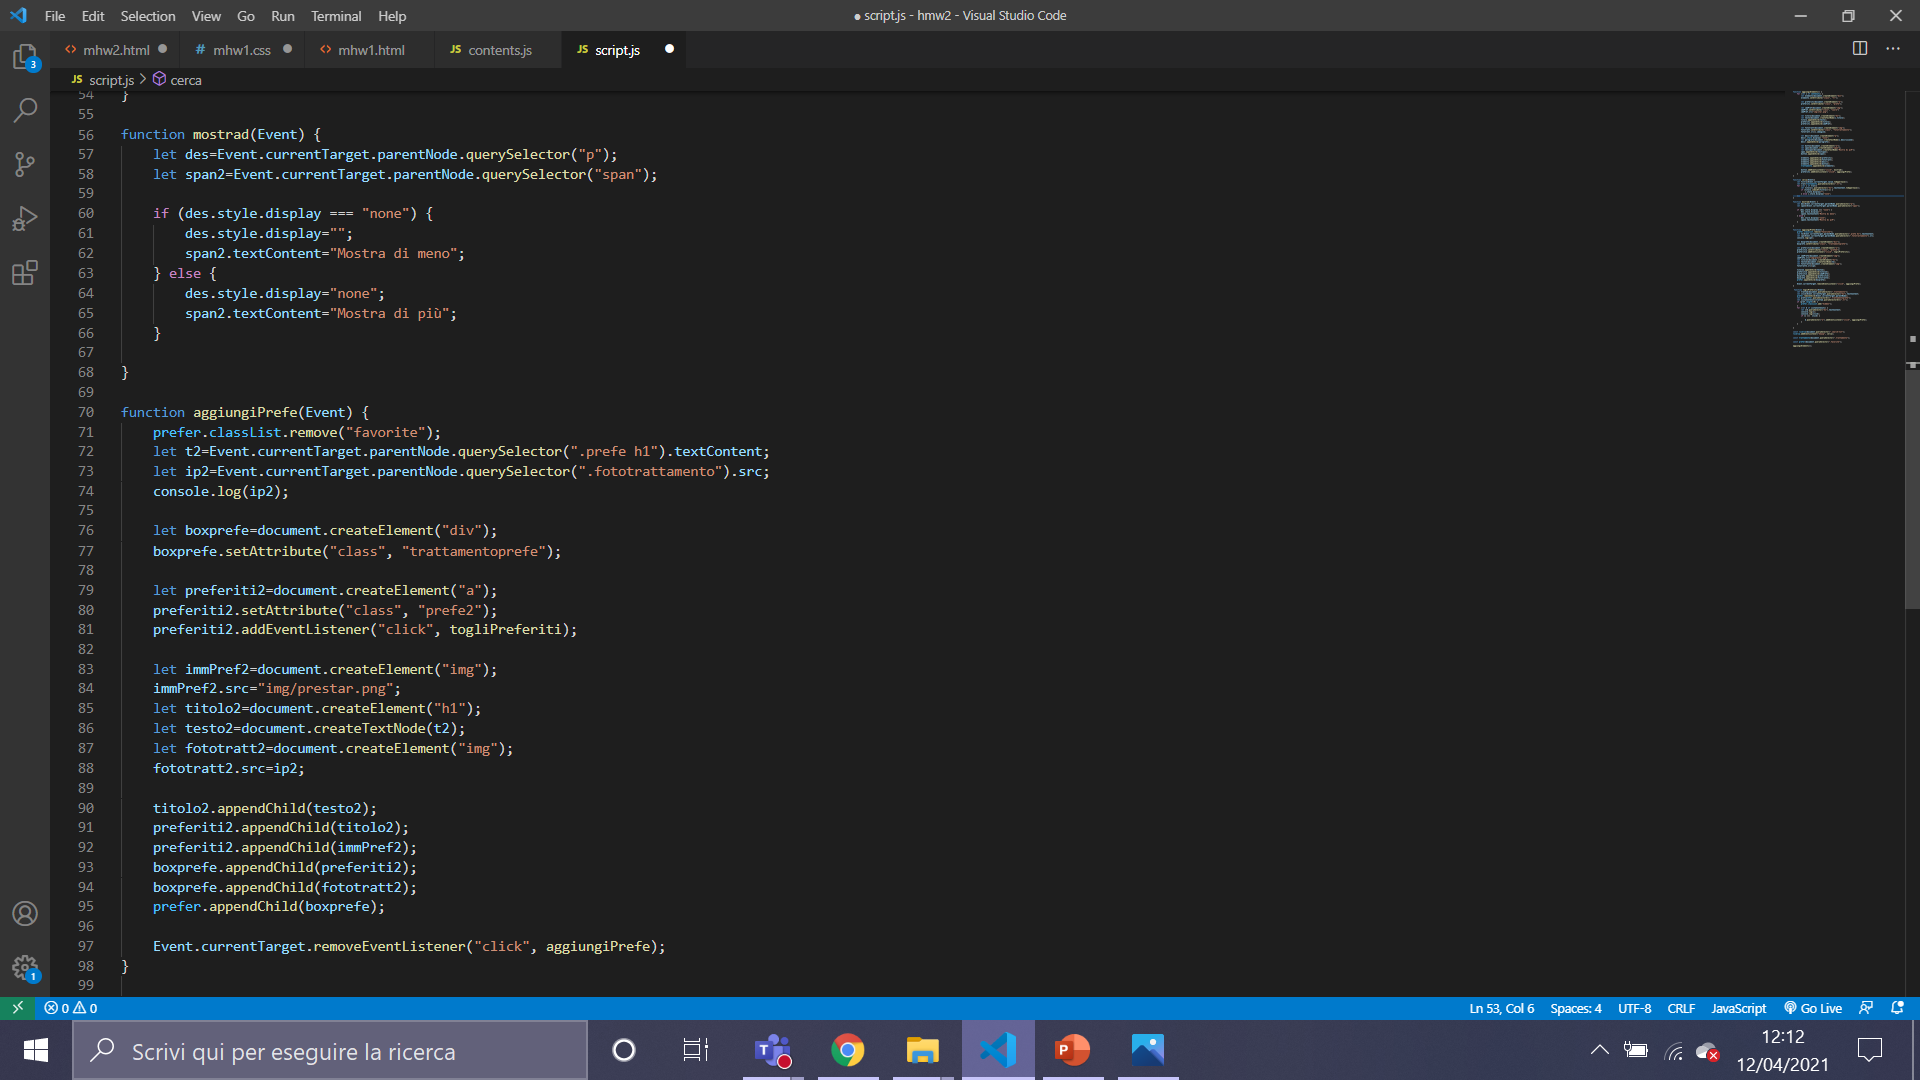 File Edit Selection View Go Run Terminal Help
● script.js - hmw2 - Visual Studio Code
mhw2.html
# mhw1.css
mhw1.html
JS contents.js
JS script.js
JS script.js > cerca
3
54 }
55
56 function mostrad(Event) {
57 let des=Event.currentTarget.parentNode.querySelector("p");
58 let span2=Event.currentTarget.parentNode.querySelector("span");
59
60 if (des.style.display === "none") {
61 des.style.display="";
62 span2.textContent="Mostra di meno";
63 } else {
64 des.style.display="none";
65 span2.textContent="Mostra di più";
66 }
67
68 }
69
70 function aggiungiPrefe(Event) {
71 prefer.classList.remove("favorite");
72 let t2=Event.currentTarget.parentNode.querySelector(".prefe h1").textContent;
73 let ip2=Event.currentTarget.parentNode.querySelector(".fototrattamento").src;
74 console.log(ip2);
75
76 let boxprefe=document.createElement("div");
77 boxprefe.setAttribute("class", "trattamentoprefe");
78
79 let preferiti2=document.createElement("a");
80 preferiti2.setAttribute("class", "prefe2");
81 preferiti2.addEventListener("click", togliPreferiti);
82
83 let immPref2=document.createElement("img");
84 immPref2.src="img/prestar.png";
85 let titolo2=document.createElement("h1");
86 let testo2=document.createTextNode(t2);
87 let fototratt2=document.createElement("img");
88 fototratt2.src=ip2;
89
90 titolo2.appendChild(testo2);
91 preferiti2.appendChild(titolo2);
92 preferiti2.appendChild(immPref2);
93 boxprefe.appendChild(preferiti2);
94 boxprefe.appendChild(fototratt2);
95 prefer.appendChild(boxprefe);
96
97 Event.currentTarget.removeEventListener("click", aggiungiPrefe);
98 }
99
1
0 0
Ln 53, Col 6 Spaces: 4 UTF-8 CRLF JavaScript Go Live
Scrivi qui per eseguire la ricerca
12:12
12/04/2021